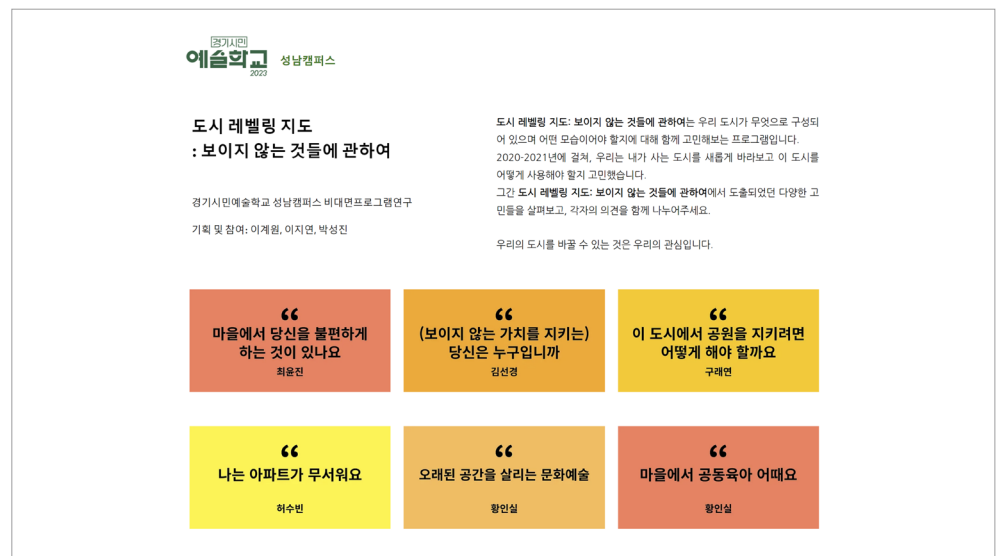 경기시민
예술학교
2023
성남캠퍼스
도시 레벨링 지도
: 보이지 않는 것들에 관하여
경기시민예술학교 성남캠퍼스 비대면프로그램연구
기획 및 참여: 이계원, 이지연, 박성진
도시 레벨링 지도: 보이지 않는 것들에 관하여는 우리 도시가 무엇으로 구성되
어 있으며 어떤 모습이어야 할지에 대해 함께 고민해보는 프로그램입니다.
2020-2021년에 걸쳐, 우리는 내가 사는 도시를 새롭게 바라보고 이 도시를
어떻게 사용해야 할지 고민했습니다.
그간 도시 레벨링 지도: 보이지 않는 것들에 관하여에서 도출되었던 다양한 고
민들을 살펴보고, 각자의 의견을 함께 나누어주세요.
우리의 도시를 바꿀 수 있는 것은 우리의 관심입니다.
“
마을에서 당신을 불편하게
하는 것이 있나요
최윤진
“
(보이지 않는 가치를 지키는)
당신은 누구입니까
김선경
“
이 도시에서 공원을 지키려면
어떻게 해야 할까요
구래연
“
나는 아파트가 무서워요
허수빈
“
오래된 공간을 살리는 문화예술
황인실
“
마을에서 공동육아 어때요
황인실